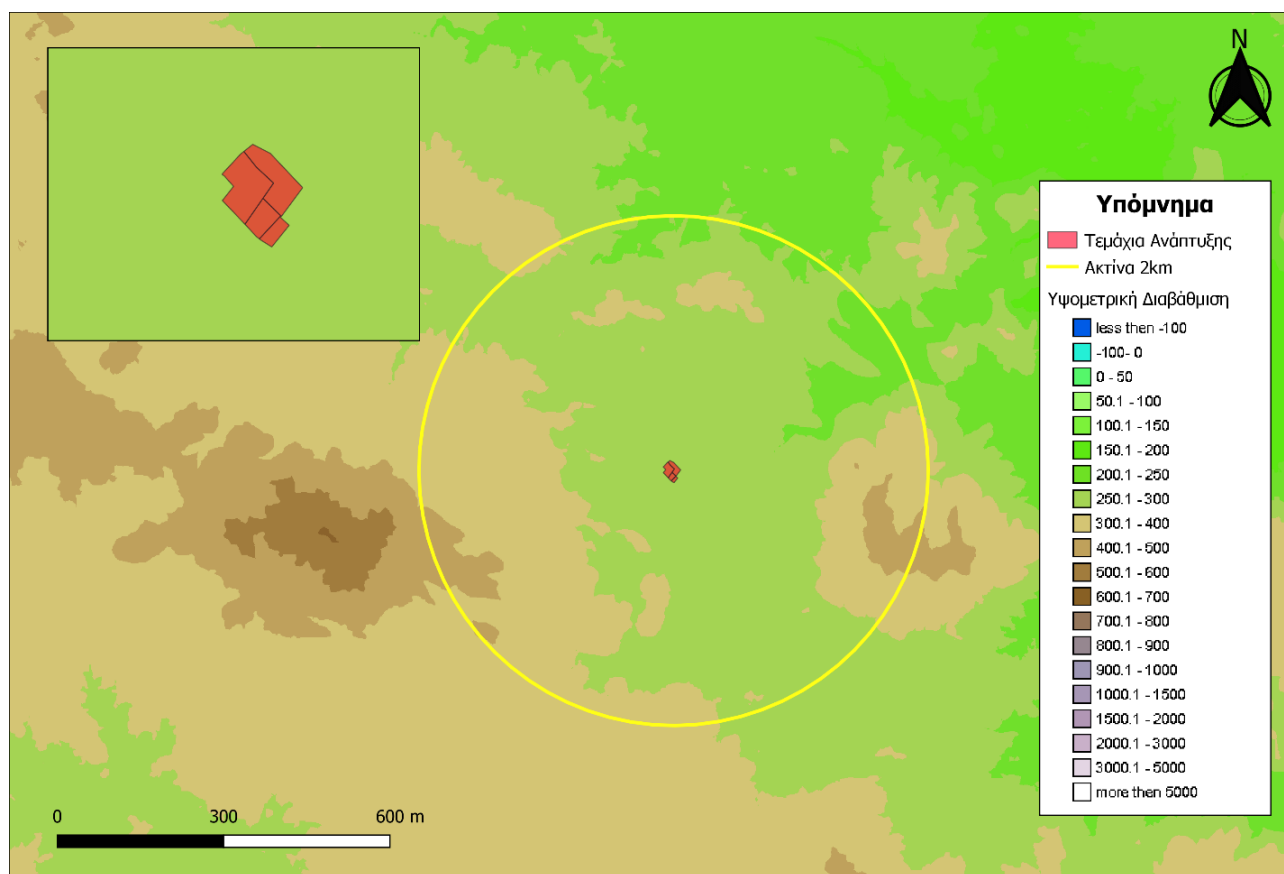 N
Υπόμνημα
Τεμάχια Ανάπτυξης
Ακτίνα 2km
Υψομετρική Διαβάθμιση
less then -100
-100- 0
0 - 50
50.1 - 100
100.1 - 150
150.1 - 200
200.1 - 250
250.1 - 300
300.1 - 400
400.1 - 500
500.1 - 600
600.1 - 700
700.1 - 800
800.1 - 900
900.1 - 1000
1000.1 - 1500
1500.1 - 2000
2000.1 - 3000
3000.1 - 5000
more then 5000
0 300 600 m